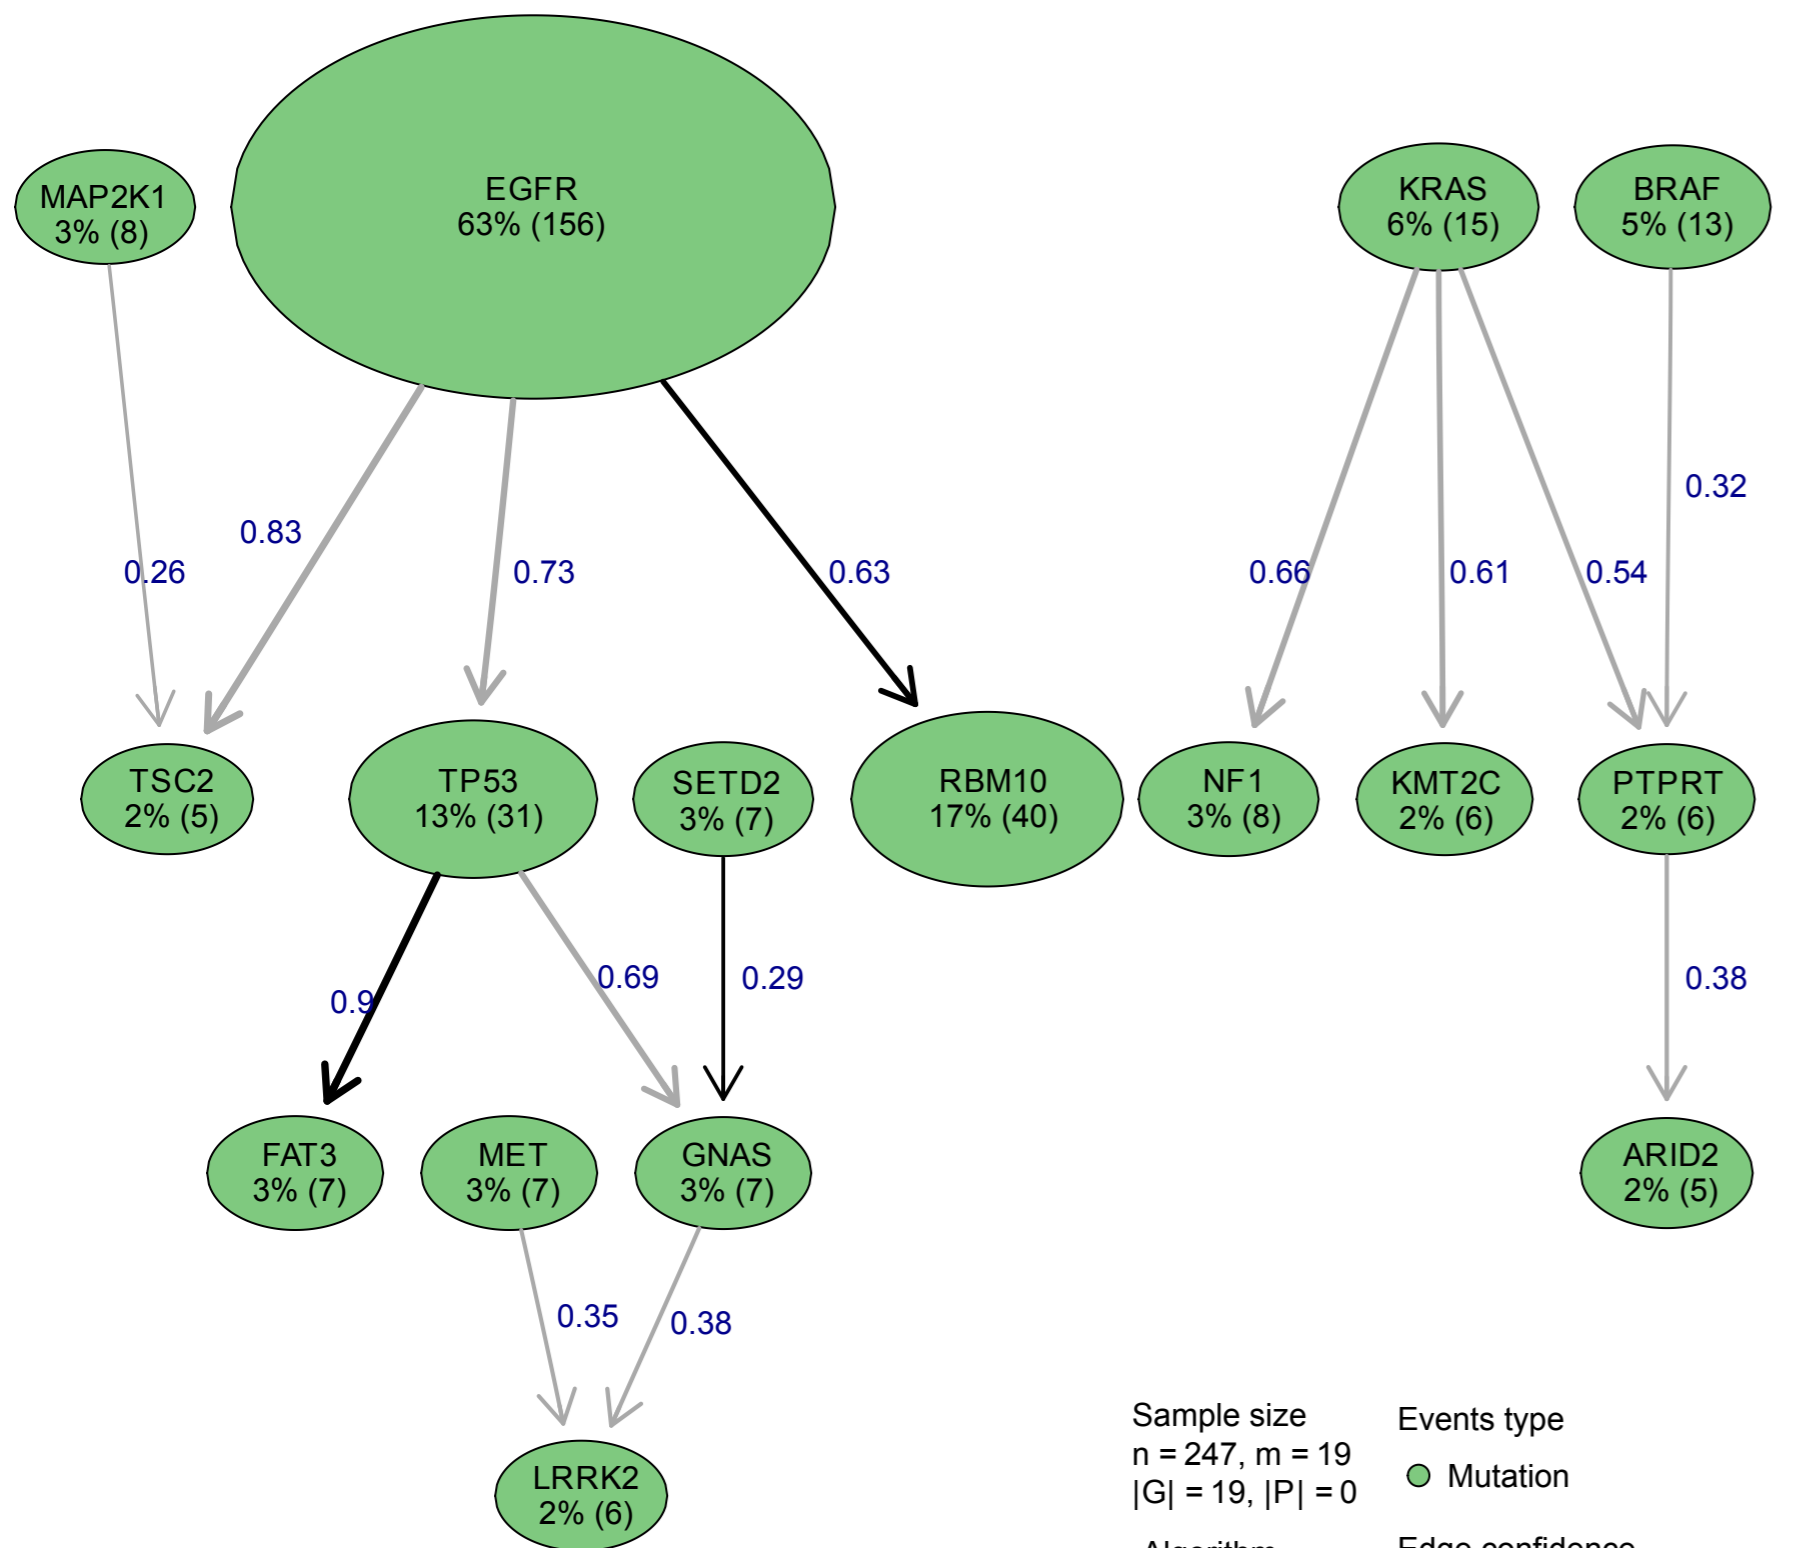 EGFR
63% (156)
MAP2K1
3% (8)
KRAS
6% (15)
BRAF
5% (13)
0.32
0.83
0.26
0.73
0.63
0.66
0.61
0.54
TSC2
2% (5)
TP53
13% (31)
SETD2
3% (7)
RBM10
17% (40)
NF1
3% (8)
KMT2C
2% (6)
PTPRT
2% (6)
0.9
0.69
0.29
0.38
FAT3
3% (7)
MET
3% (7)
GNAS
3% (7)
ARID2
2% (5)
0.35
0.38
LRRK2
2% (6)
Sample size
n = 247, m = 19
|G| = 19, |P| = 0
Algorithm
Events type
Mutation
Edge confidence